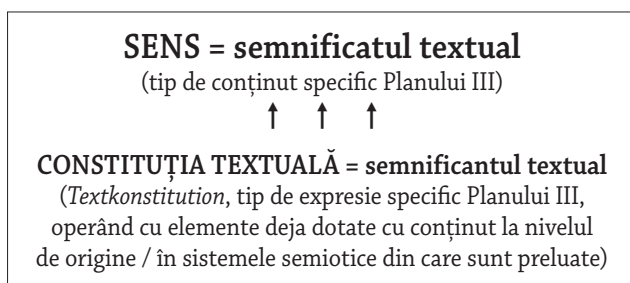 SENS = semnificatul textual
(tip de conținut specific Planului III)
↑ ↑ ↑
CONSTITUȚIA TEXTUALĂ = semnificantul textual
(Textkonstitution, tip de expresie specific Planului III,
operând cu elemente deja dotate cu conținut la nivelul
de origine / în sistemele semiotice din care sunt preluate)